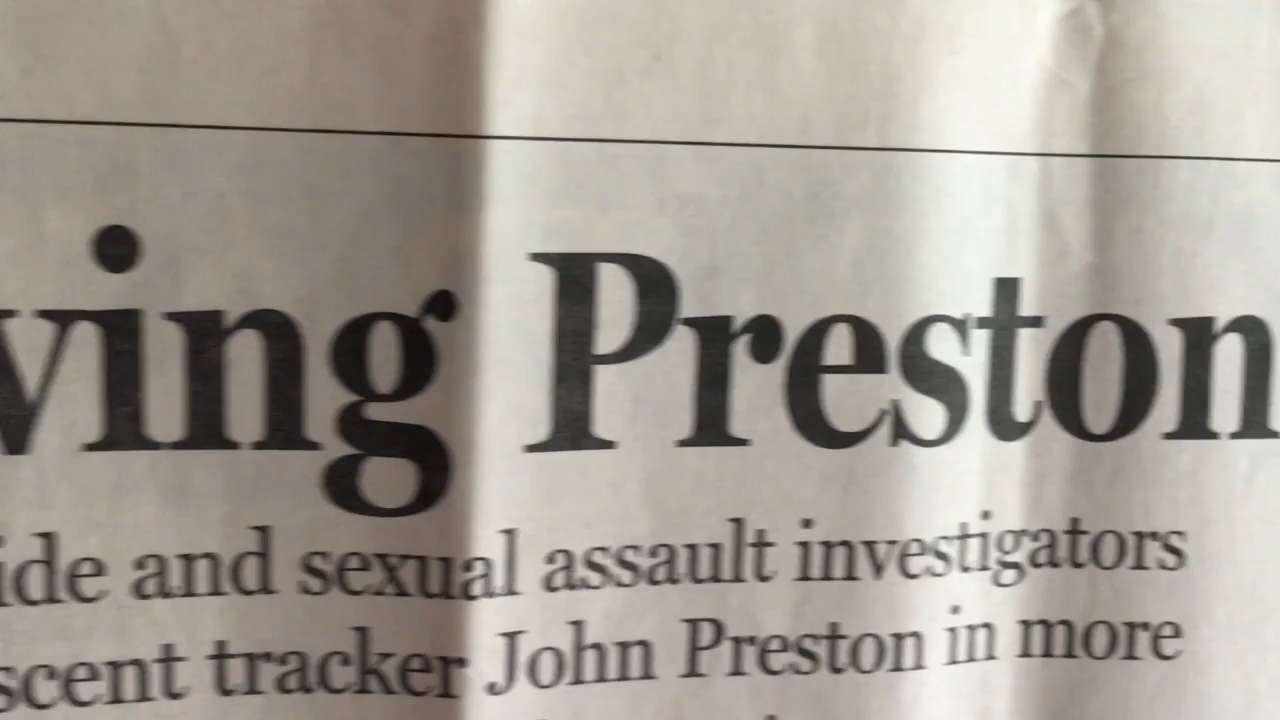 ving Preston
ide and sexual assault investigators
scent tracker John Preston in more